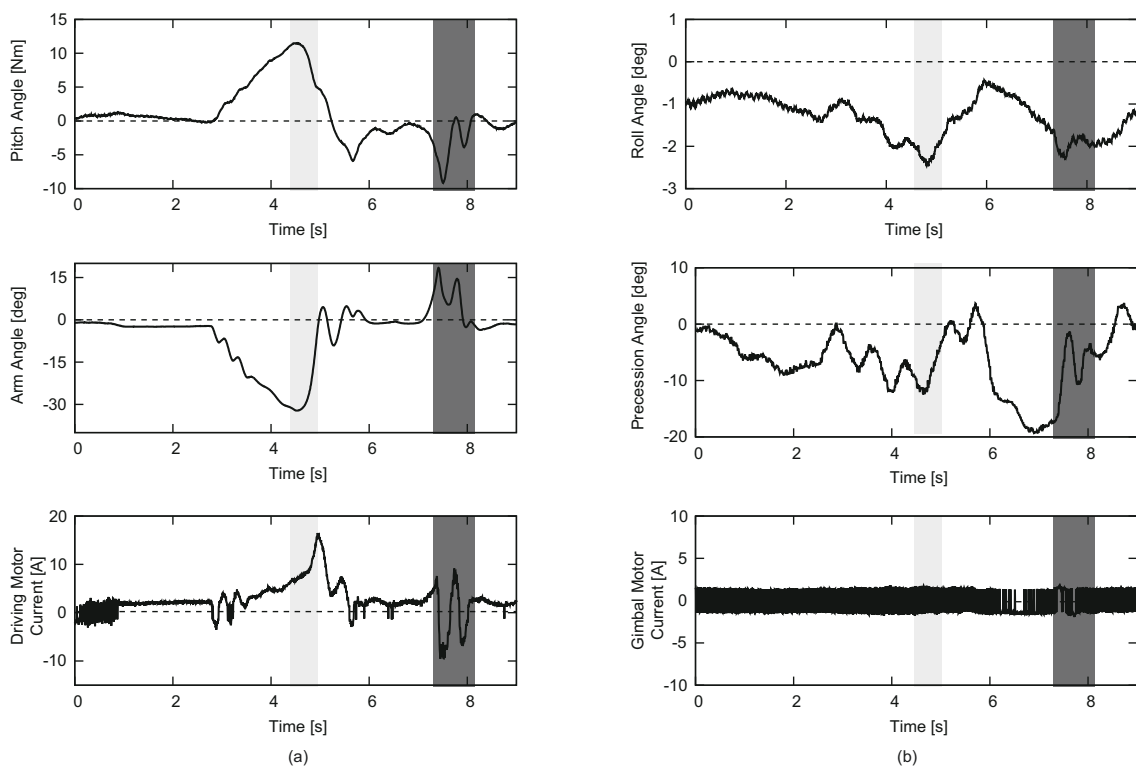 Pitch Angle [Nm]
15
10
5
0
-5
-10
0 2 4 6 8
Time [s]
Arm Angle [deg]
15
0
-15
-30
0 2 4 6 8
Time [s]
Driving Motor
Current [A]
20
10
0
-10
0 2 4 6 8
Time [s]
(a)
Roll Angle [deg]
1
0
-1
-2
-3
0 2 4 6 8
Time [s]
Precession Angle [deg]
10
0
-10
-20
0 2 4 6 8
Time [s]
Gimbal Motor
Current [A]
10
5
0
-5
-10
0 2 4 6 8
Time [s]
(b)